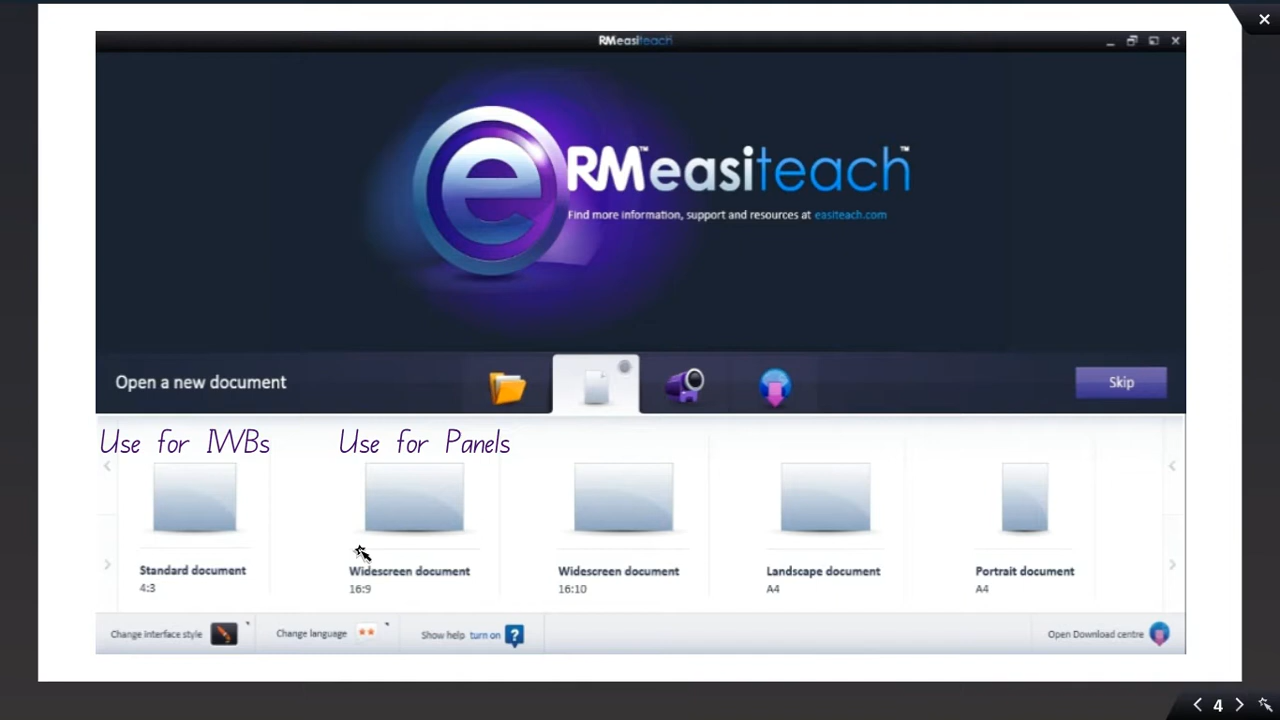 RMeasiteach
RM™easiteach™
Find more information, support and resources at easiteach.com
Open a new document
Skip
Use for IWBs
Use for Panels
Standard document
4:3
Widescreen document
16:9
Widescreen document
16:10
Landscape document
A4
Portrait document
A4
Change interface style
Change language
Show help turn on ?
Open Download centre
4